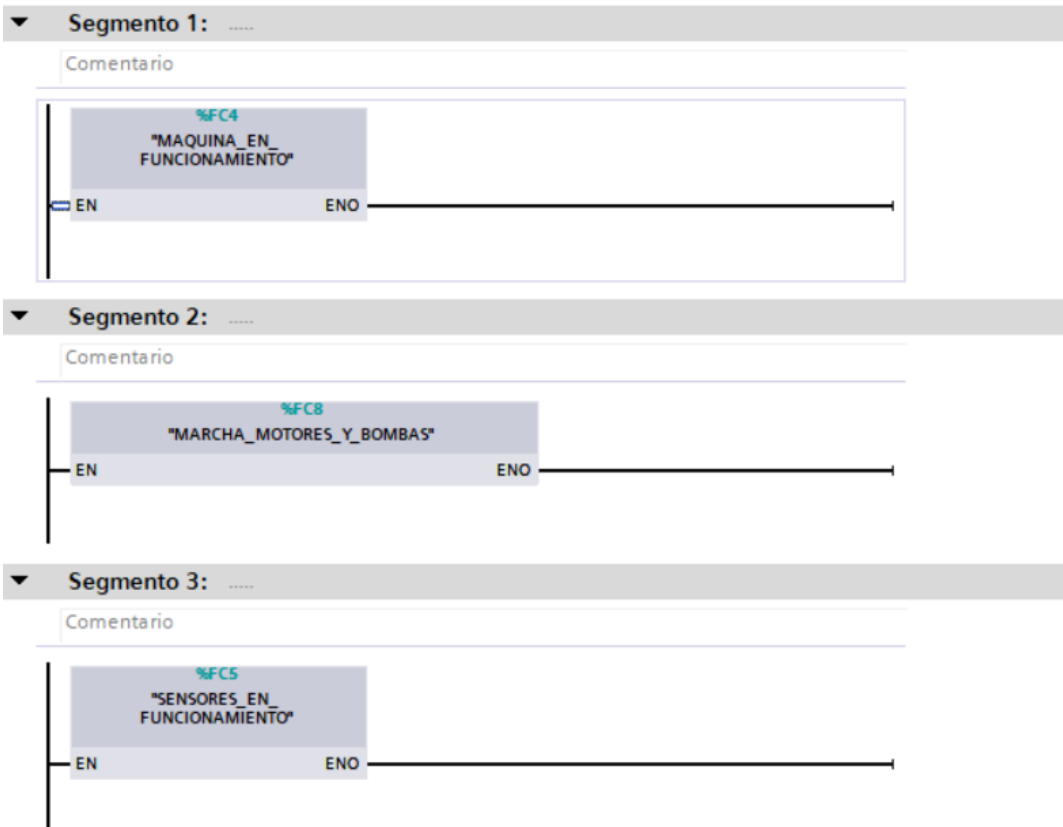 Segmento 1: .....
Comentario
%FC4
"MAQUINA_EN_
FUNCIONAMIENTO"
EN ENO
Segmento 2: .....
Comentario
%FC8
"MARCHA_MOTORES_Y_BOMBAS"
EN ENO
Segmento 3: .....
Comentario
%FC5
"SENSORES_EN_
FUNCIONAMIENTO"
EN ENO